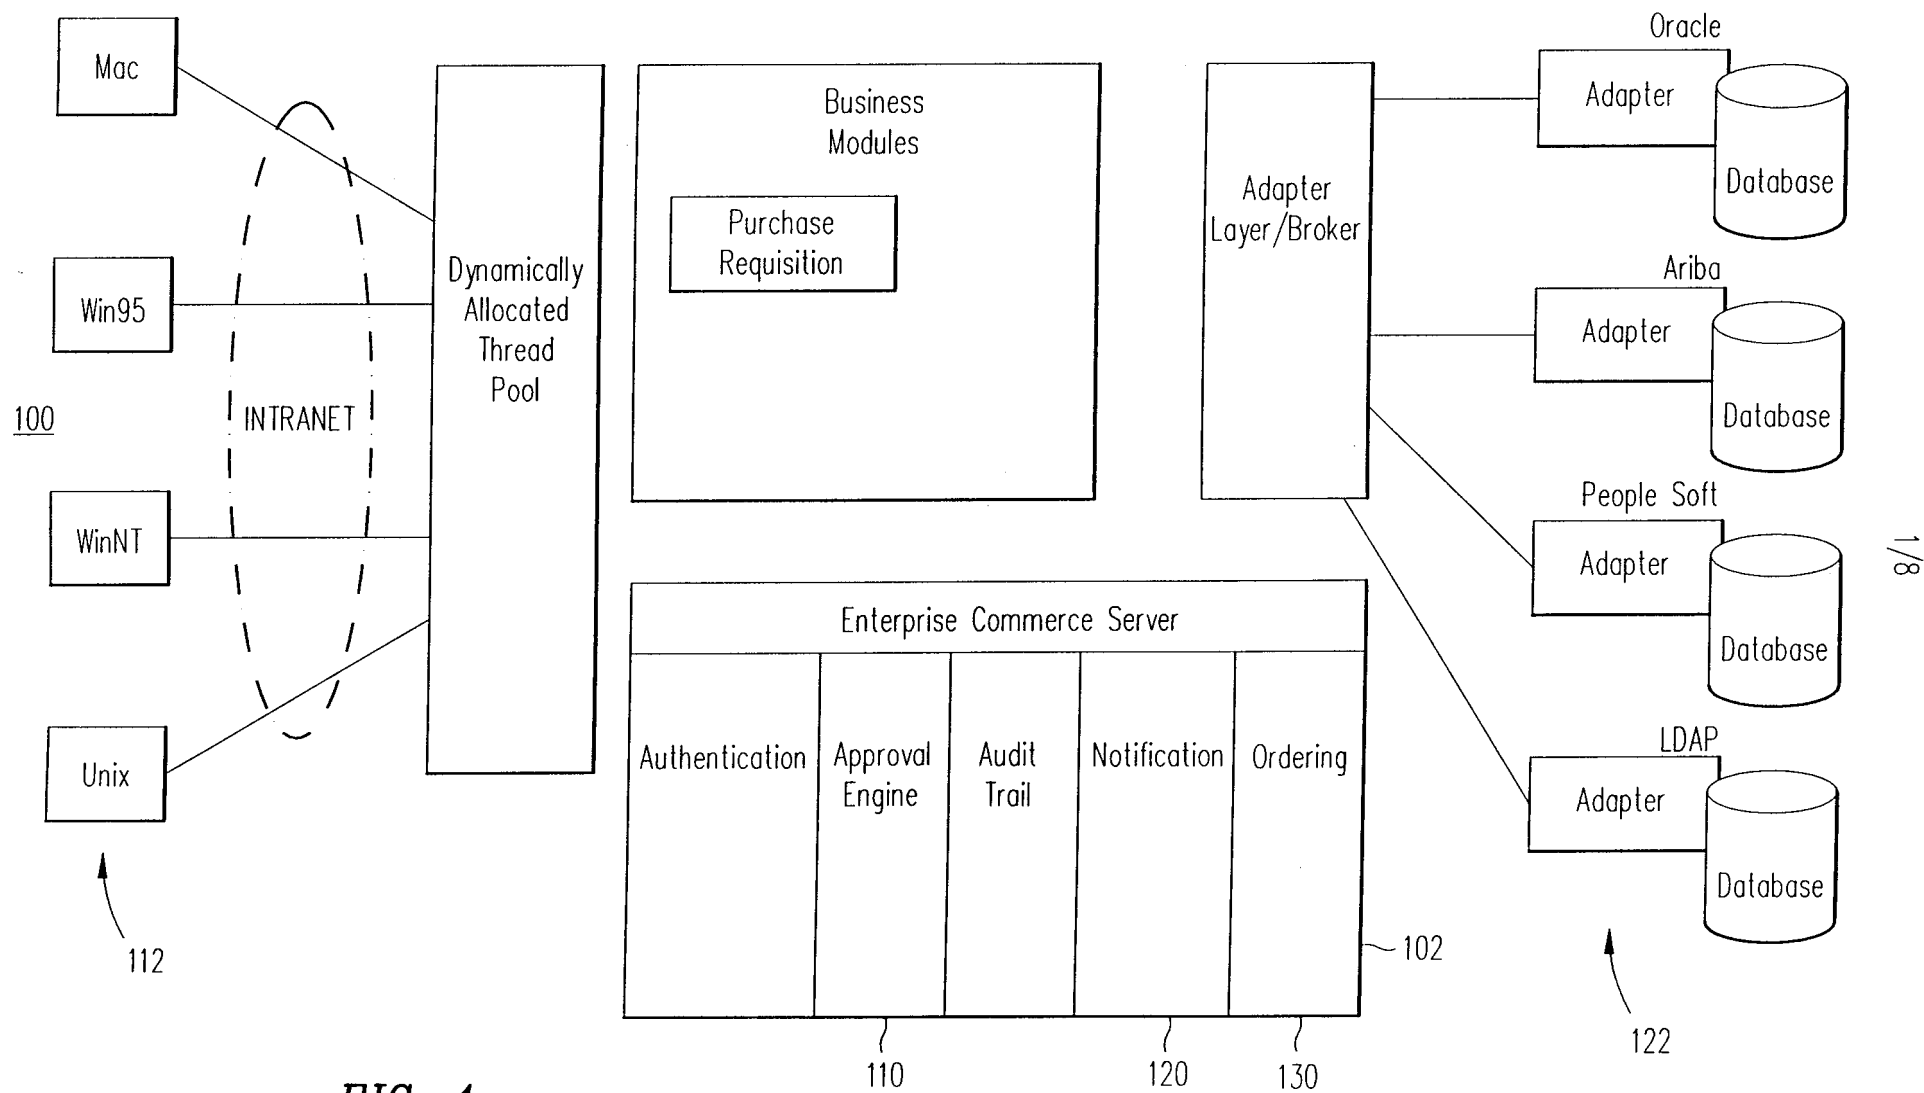 Mac
Win95
100
INTRANET
WinNT
Unix
112
Dynamically
Allocated
Thread
Pool
Business
Modules
Purchase
Requisition
Adapter
Layer/Broker
Oracle
Adapter
Database
Ariba
Adapter
Database
People Soft
Adapter
Database
LDAP
Adapter
Database
122
1/8
Enterprise Commerce Server
Authentication
Approval
Engine
Audit
Trail
Notification
Ordering
102
110
120
130